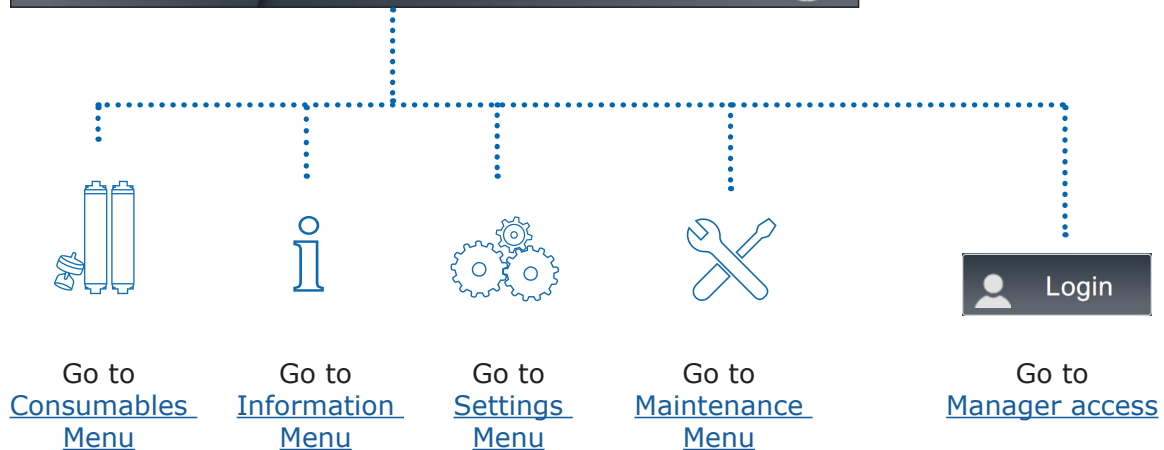 Login
Go to
Consumables
Menu
Go to
Information
Menu
Go to
Settings
Menu
Go to
Maintenance
Menu
Go to
Manager access